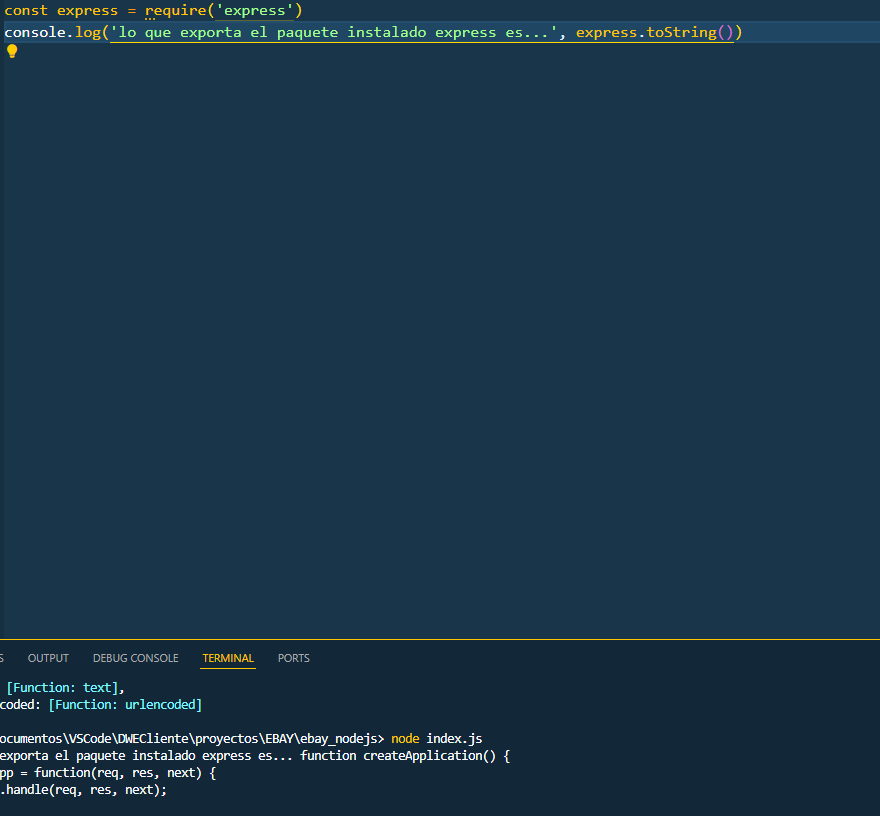 const express = require('express')
console.log('lo que exporta el paquete instalado express es...', express.toString())
S OUTPUT DEBUG CONSOLE TERMINAL PORTS
[Function: text],
coded: [Function: urlencoded]
ocumentos\VSCode\DWECliente\proyectos\EBAY\ebay_nodejs> node index.js
exporta el paquete instalado express es... function createApplication() {
pp = function(req, res, next) {
.handle(req, res, next);